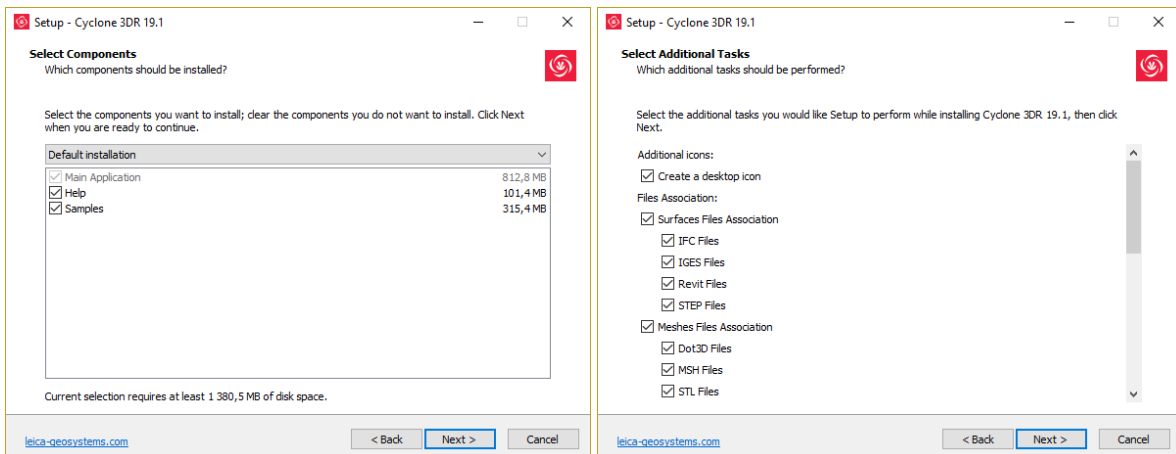 Setup - Cyclone 3DR 19.1
Select Components
Which components should be installed?
Select the components you want to install; clear the components you do not want to install. Click Next
when you are ready to continue.
Default installation
Main Application 812,8 MB
Help 101,4 MB
Samples 315,4 MB
Current selection requires at least 1 380,5 MB of disk space.
leica-geosystems.com
< Back
Next >
Cancel
Setup - Cyclone 3DR 19.1
Select Additional Tasks
Which additional tasks should be performed?
Select the additional tasks you would like Setup to perform while installing Cyclone 3DR 19.1, then click
Next.
Additional icons:
Create a desktop icon
Files Association:
Surfaces Files Association
IFC Files
IGES Files
Revit Files
STEP Files
Meshes Files Association
Dot3D Files
MSH Files
STL Files
leica-geosystems.com
< Back
Next >
Cancel